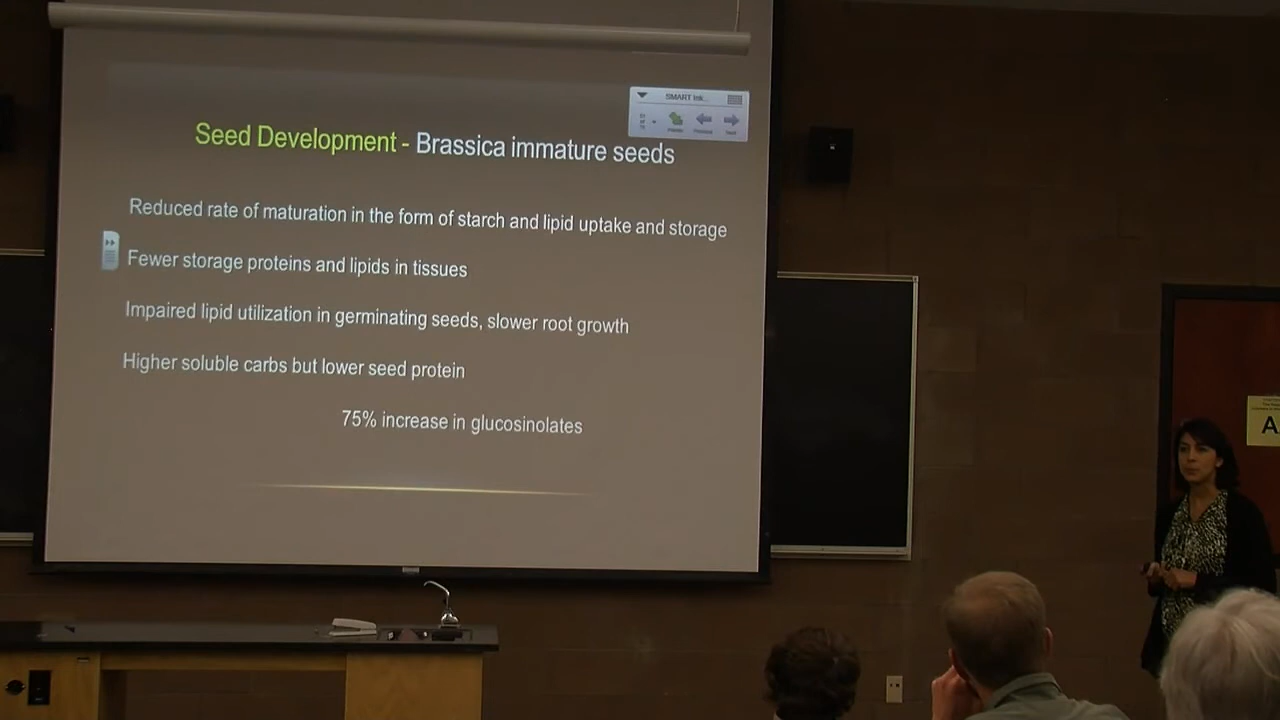 SMART Ink...
Seed Development - Brassica immature seeds
Reduced rate of maturation in the form of starch and lipid uptake and storage
Fewer storage proteins and lipids in tissues
Impaired lipid utilization in germinating seeds, slower root growth
Higher soluble carbs but lower seed protein
75% increase in glucosinolates
A